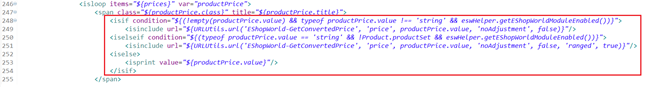 246 <isloop items="${prices}" var="productPrice">
247 <span class="${productPrice.class}" title="${productPrice.title}">
248 <isif condition="${(!empty(productPrice.value) && typeof productPrice.value !== 'string' && eswHelper.getEShopWorldModuleEnabled())}">
249 <isinclude url="${URLUtils.url('EShopWorld-GetConvertedPrice', 'price', productPrice.value, 'noAdjustment', false)}"/>
250 <iselseif condition="${(typeof productPrice.value == 'string' && !Product.productSet && eswHelper.getEShopWorldModuleEnabled())}">
251 <isinclude url="${URLUtils.url('EShopWorld-GetConvertedPrice', 'price', productPrice.value, 'noAdjustment', false, 'ranged', true)}"/>
252 <iselse>
253 <isprint value="${productPrice.value}"/>
254 </isif>
255 </span>